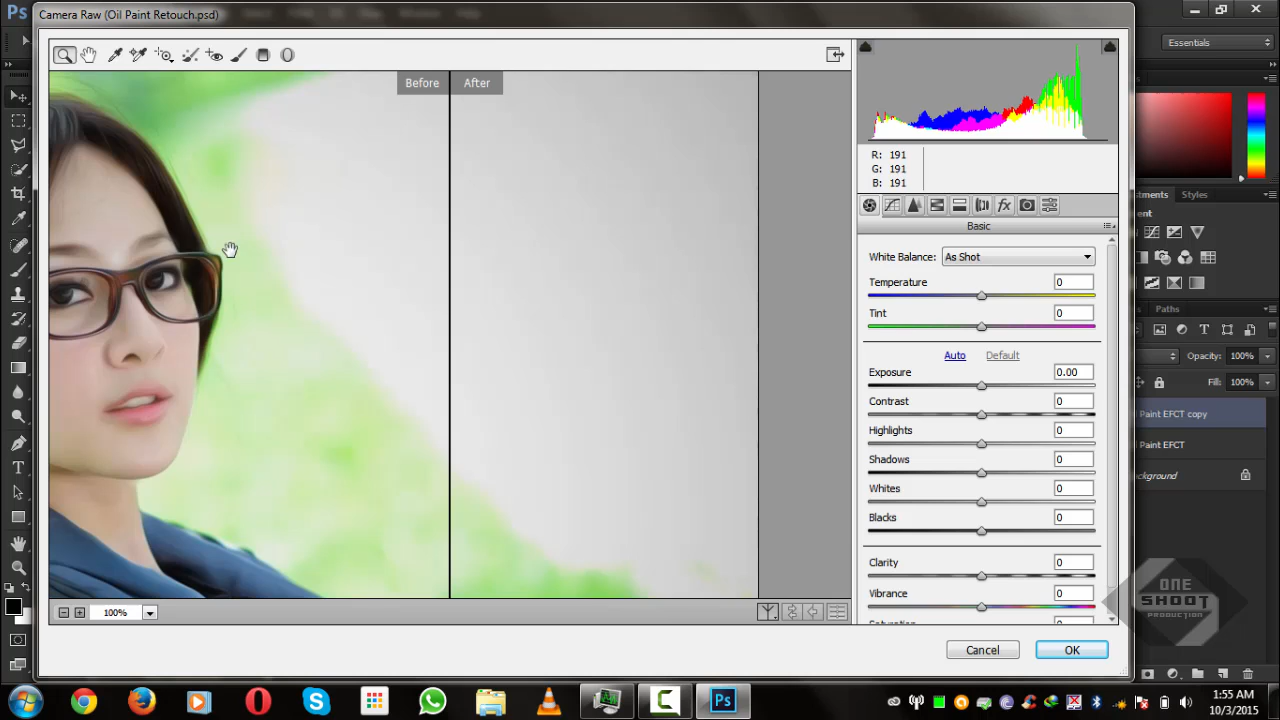 Ps
Camera Raw (Oil Paint Retouch.psd)
Essentials
Before
After
R: 191
G: 191
B: 191
Basic
White Balance: As Shot
Temperature 0
Tint 0
Auto Default
Exposure 0.00
Contrast 0
Highlights 0
Shadows 0
Whites 0
Blacks 0
Clarity 0
Vibrance 0
Styles
Paths
Opacity: 100%
Fill: 100%
Paint EFCT copy
Paint EFCT
ONE
SHOOT
PRODUCTION
100%
Cancel
OK
Ps
1:55 AM
10/3/2015